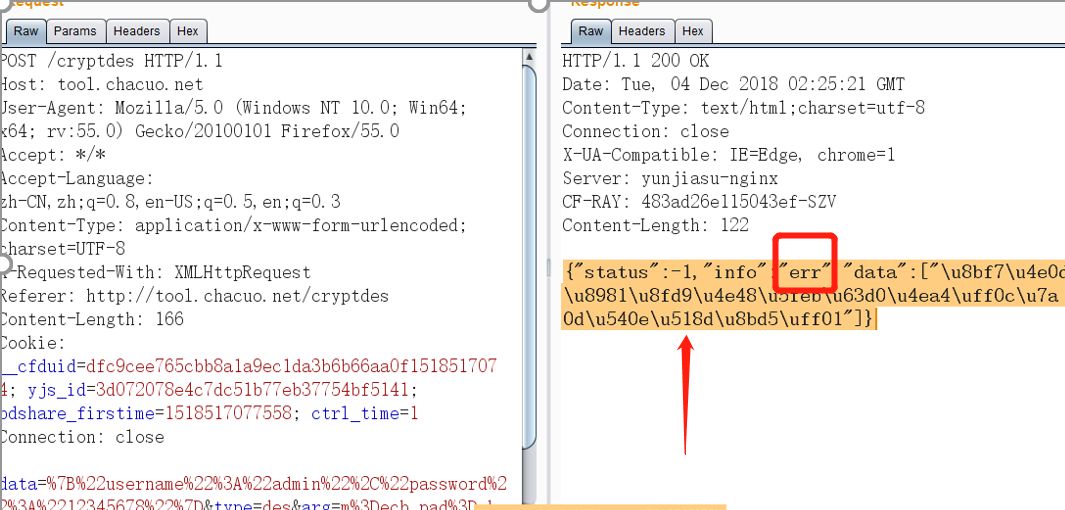 Request
Raw Params Headers Hex
POST /cryptdes HTTP/1.1
Host: tool.chacuo.net
User-Agent: Mozilla/5.0 (Windows NT 10.0; Win64;
x64; rv:55.0) Gecko/20100101 Firefox/55.0
Accept: */*
Accept-Language:
zh-CN,zh;q=0.8,en-US;q=0.5,en;q=0.3
Content-Type: application/x-www-form-urlencoded;
charset=UTF-8
X-Requested-With: XMLHttpRequest
Referer: http://tool.chacuo.net/cryptdes
Content-Length: 166
Cookie:
__cfduid=dfc9cee765cbb8a1a9ec1da3b6b66aa0f151851707
4; yjs_id=3d072078e4c7dc51b77eb37754bf5141;
bdshare_firstime=1518517077558; ctrl_time=1
Connection: close
data=%7B%22username%22%3A%22admin%22%2C%22password%2
2%3A%2212345678%22%7D&type=des&arg=m%3Decb_pad%3D
Response
Raw Headers Hex
HTTP/1.1 200 OK
Date: Tue, 04 Dec 2018 02:25:21 GMT
Content-Type: text/html;charset=utf-8
Connection: close
X-UA-Compatible: IE=Edge, chrome=1
Server: yunjiasu-nginx
CF-RAY: 483ad26e115043ef-SZV
Content-Length: 122
{"status":-1,"info":"err","data":["\u8bf7\u4e0d
\u8981\u8fd9\u4e48\u5feb\u63d0\u4ea4\uff0c\u7a
0d\u540e\u518d\u8bd5\uff01"]}